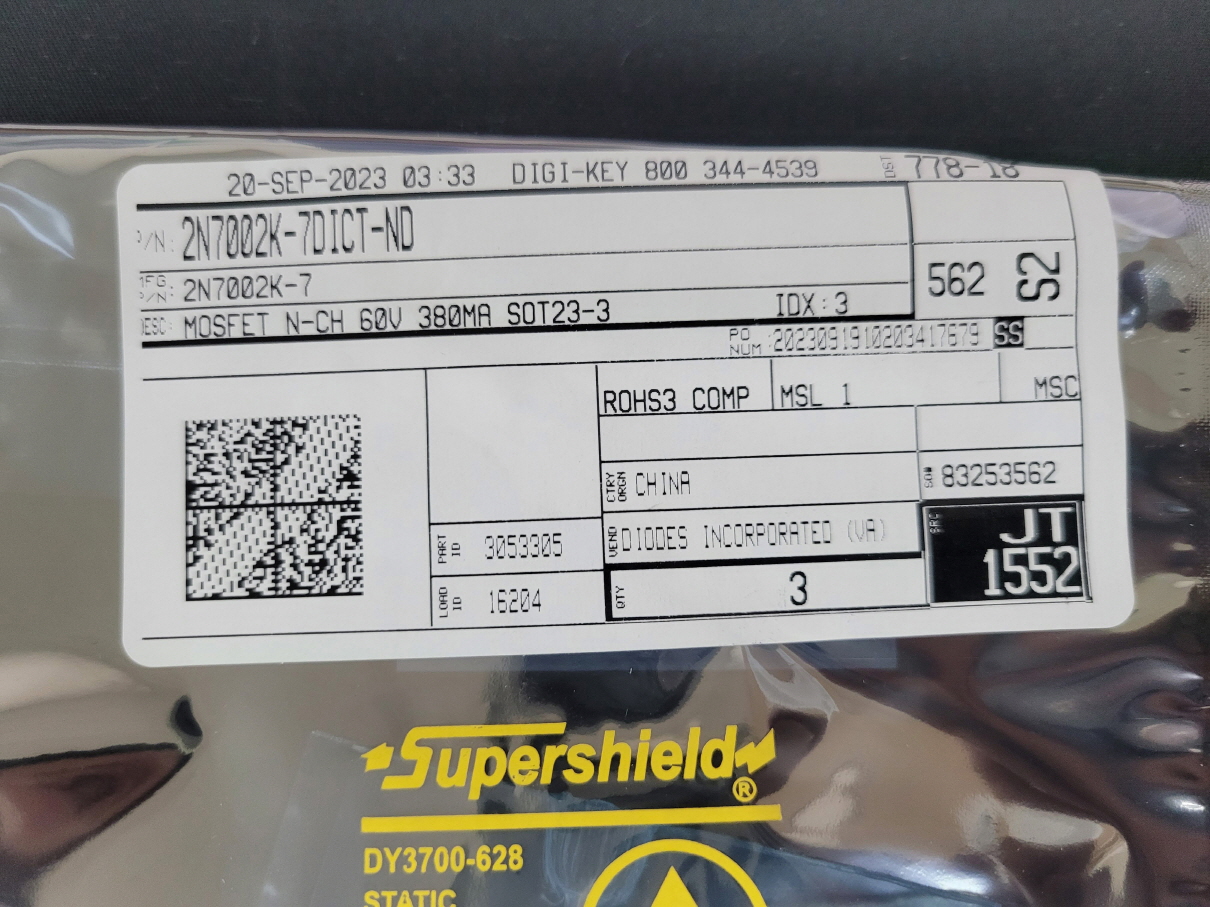 20-SEP-2023 03:33 DIGI-KEY 800 344-4539 DST 778-18
P/N: 2N7002K-7DICT-ND
MFG. P/N: 2N7002K-7
562 S2
DESC: MOSFET N-CH 60V 380MA SOT23-3 IDX:3
PO NUM: 2023091910203417679 SS
ROHS3 COMP MSL 1 MSC
CTRY ORGN CHINA
SO# 83253562
PART ID 3053305
VEND DIODES INCORPORATED (VA)
JT
1552
LOAD ID 16204
QTY 3
Supershield®
DY3700-628
STATIC